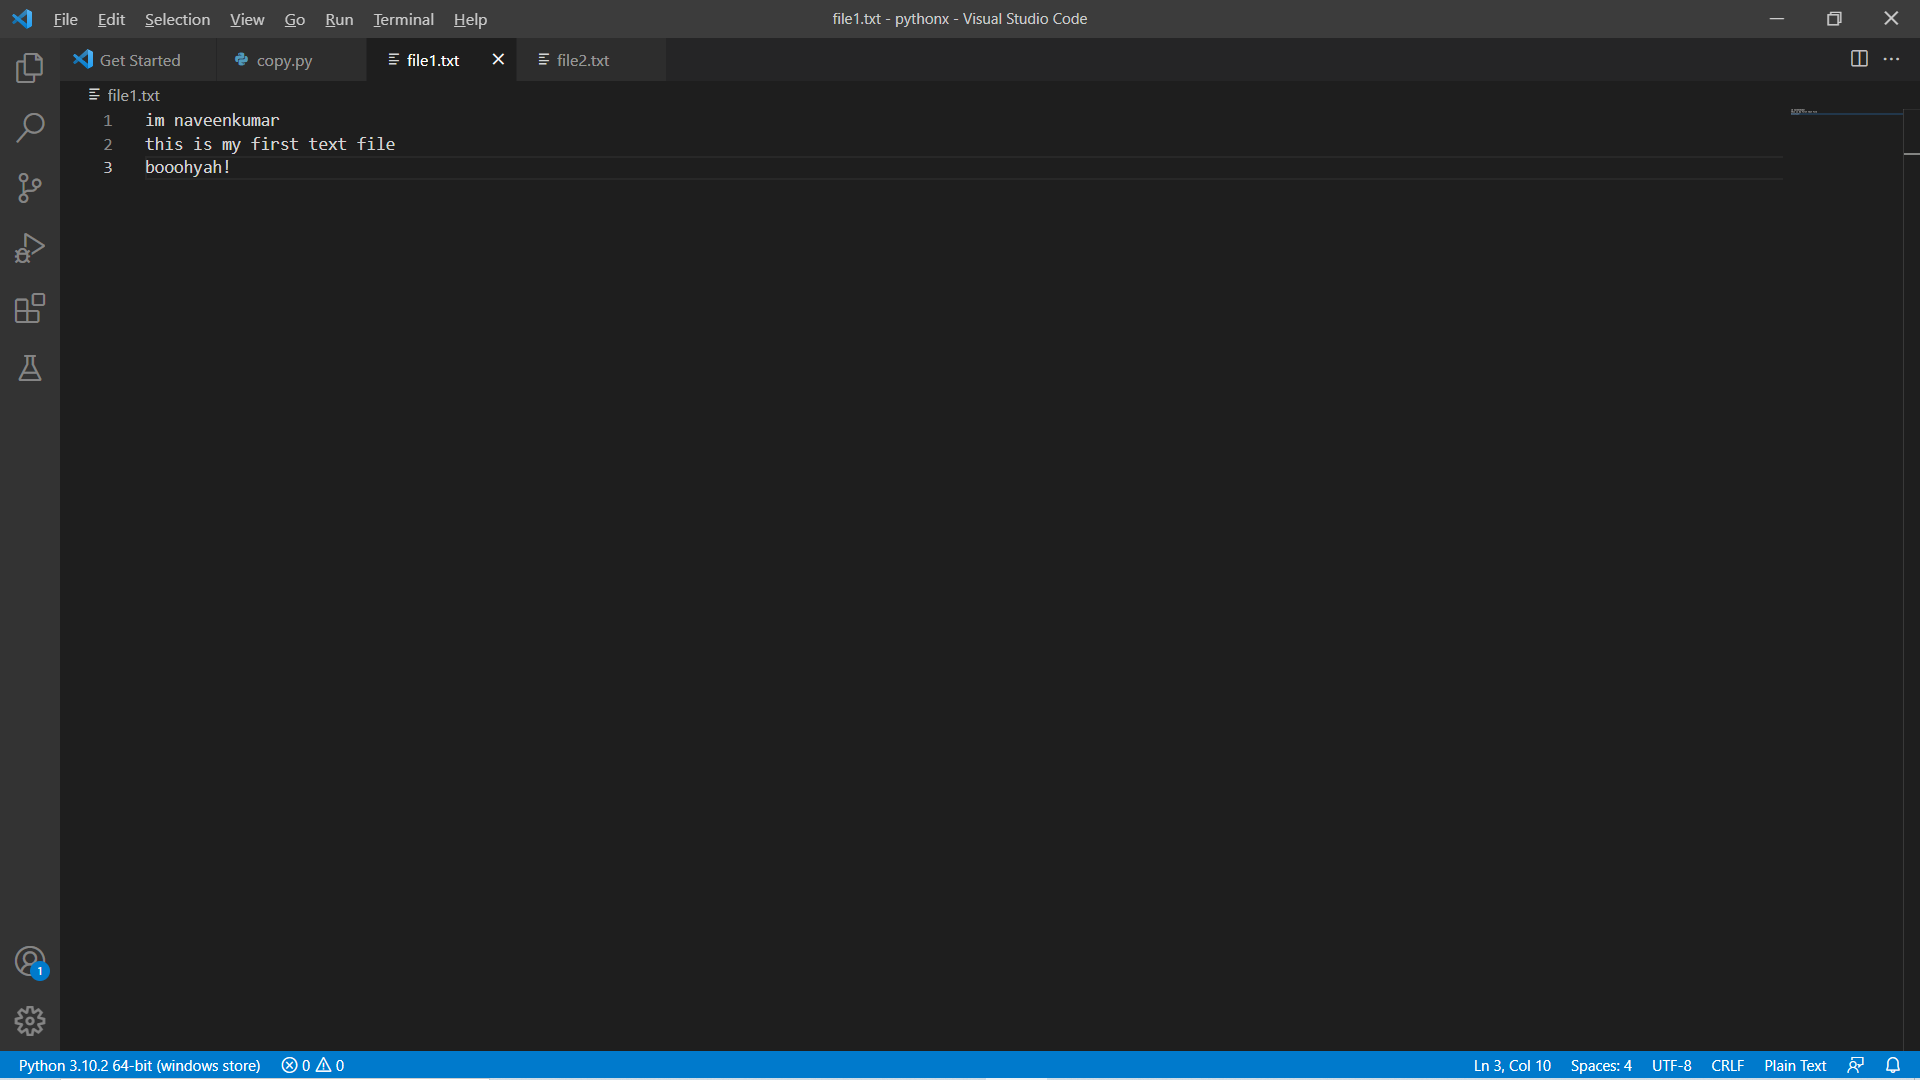 File Edit Selection View Go Run Terminal Help file1.txt - pythonx - Visual Studio Code
Get Started copy.py file1.txt file2.txt
file1.txt
1 im naveenkumar
2 this is my first text file
3 booohyah!
1
Python 3.10.2 64-bit (windows store) 0 0 Ln 3, Col 10 Spaces: 4 UTF-8 CRLF Plain Text